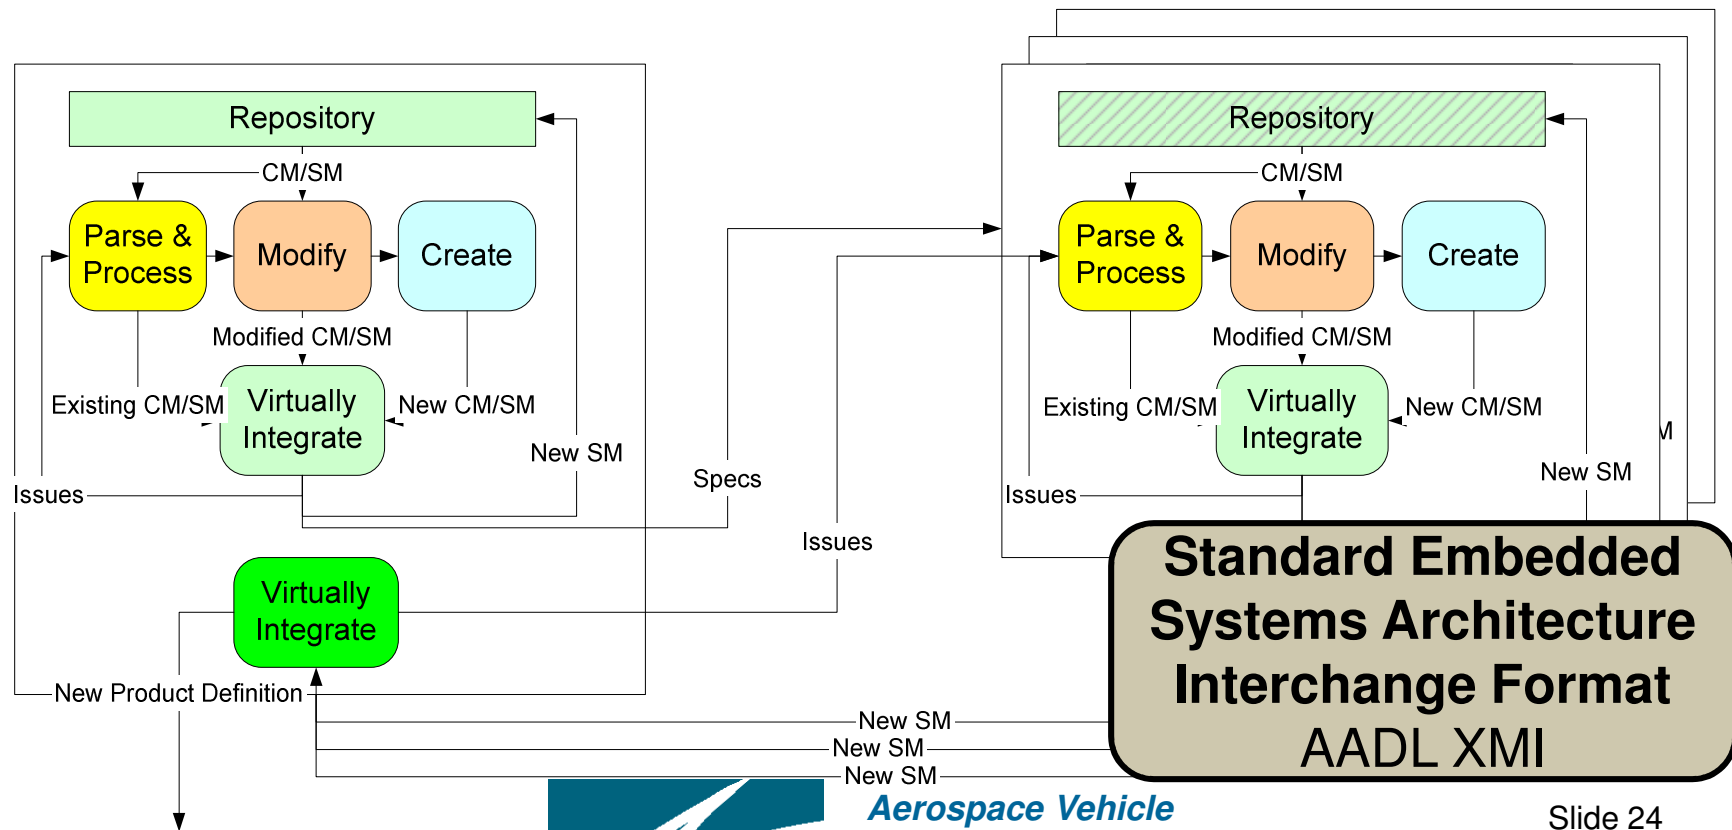 Repository
CM/SM
Parse &
Process
Modify
Create
Modified CM/SM
Existing CM/SM
Virtually
Integrate
New CM/SM
New SM
Issues
Virtually
Integrate
New Product Definition
Specs
Issues
Repository
CM/SM
Parse &
Process
Modify
Create
Modified CM/SM
Existing CM/SM
Virtually
Integrate
New CM/SM
M
New SM
Issues
Standard Embedded
Systems Architecture
Interchange Format
AADL XMI
New SM
New SM
New SM
Aerospace Vehicle
Slide 24